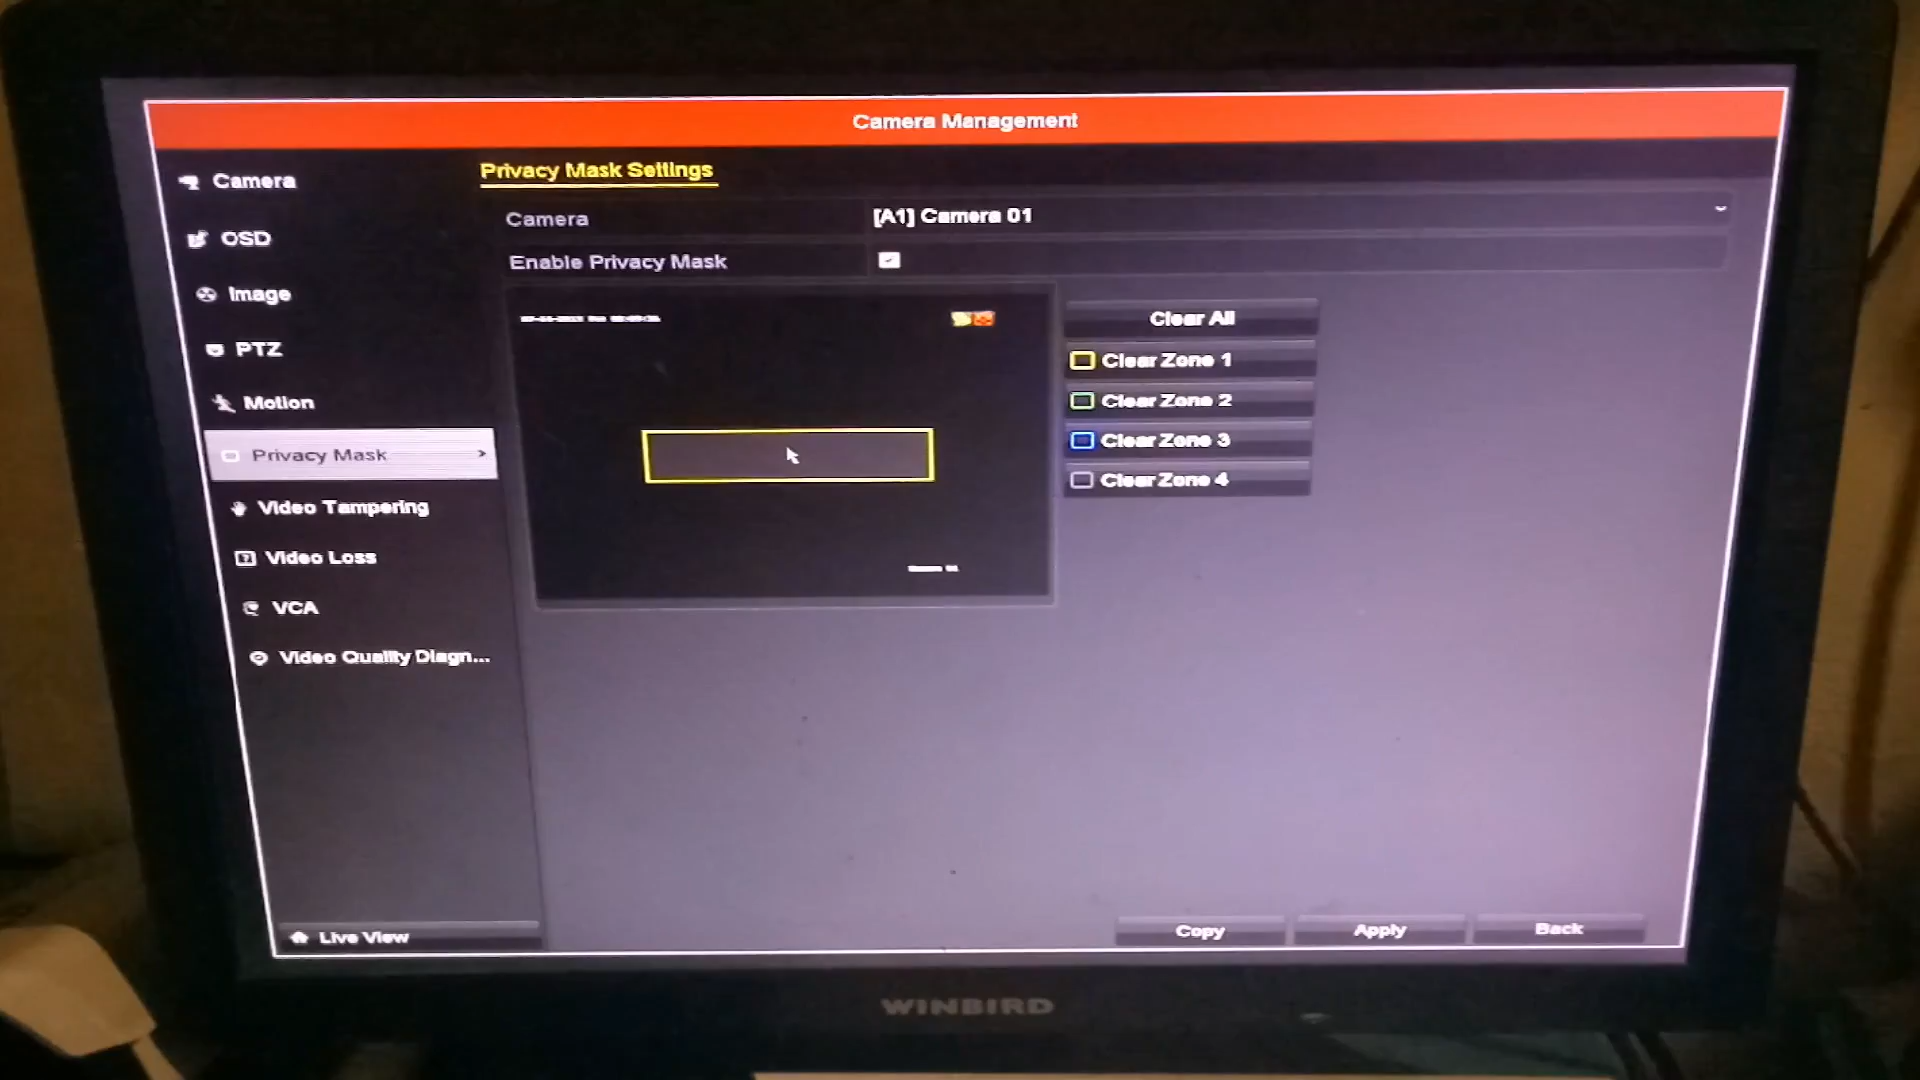 Camera Management
Camera
OSD
Image
PTZ
Motion
Privacy Mask >
Video Tampering
Video Loss
VCA
Video Quality Diagn...
Live View
Privacy Mask Settings
Camera
[A1] Camera 01
Enable Privacy Mask
Clear All
Clear Zone 1
Clear Zone 2
Clear Zone 3
Clear Zone 4
Copy
Apply
Back
WINBIRD